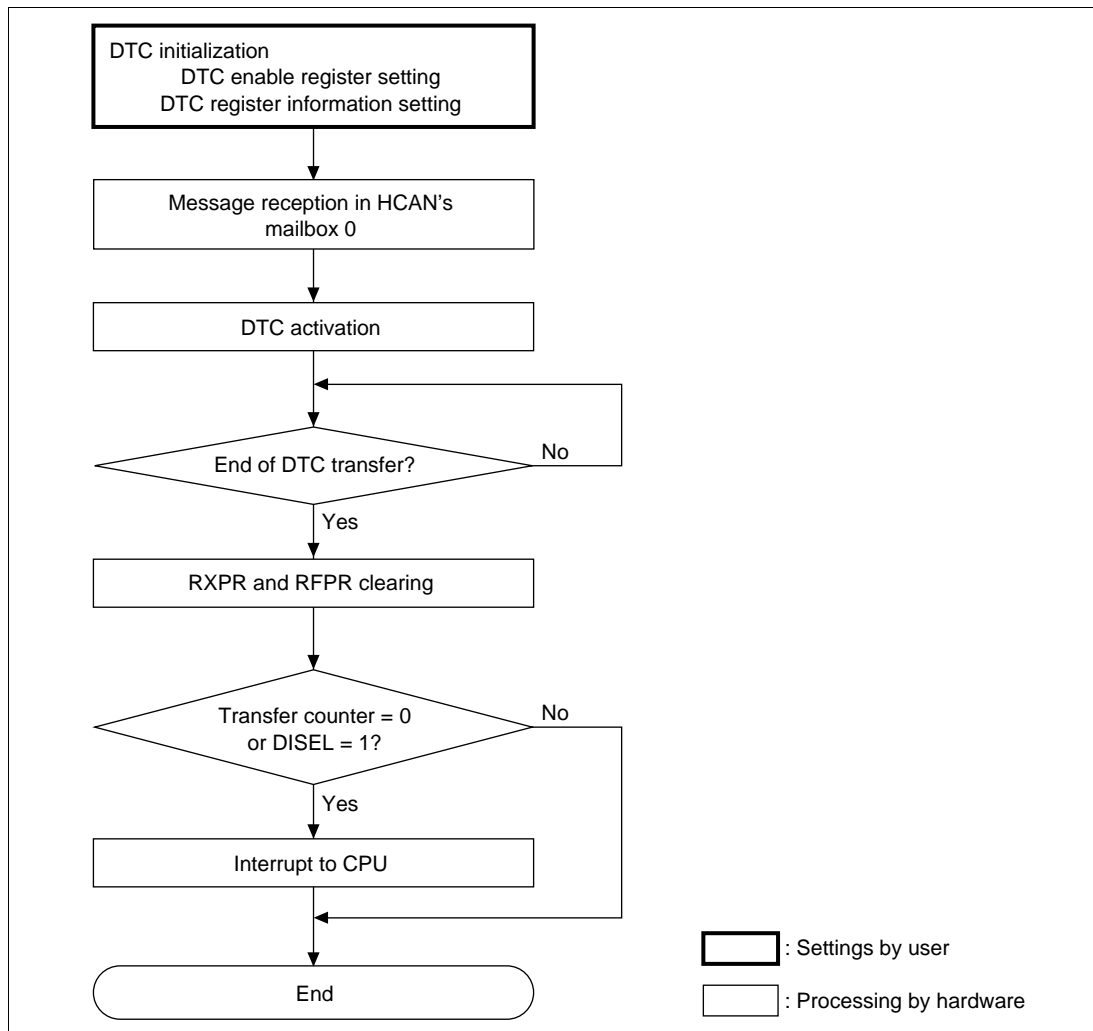 DTC initialization
DTC enable register setting
DTC register information setting
Message reception in HCAN's
mailbox 0
DTC activation
End of DTC transfer?
No
Yes
RXPR and RFPR clearing
Transfer counter = 0
or DISEL = 1?
No
Yes
Interrupt to CPU
End
: Settings by user
: Processing by hardware